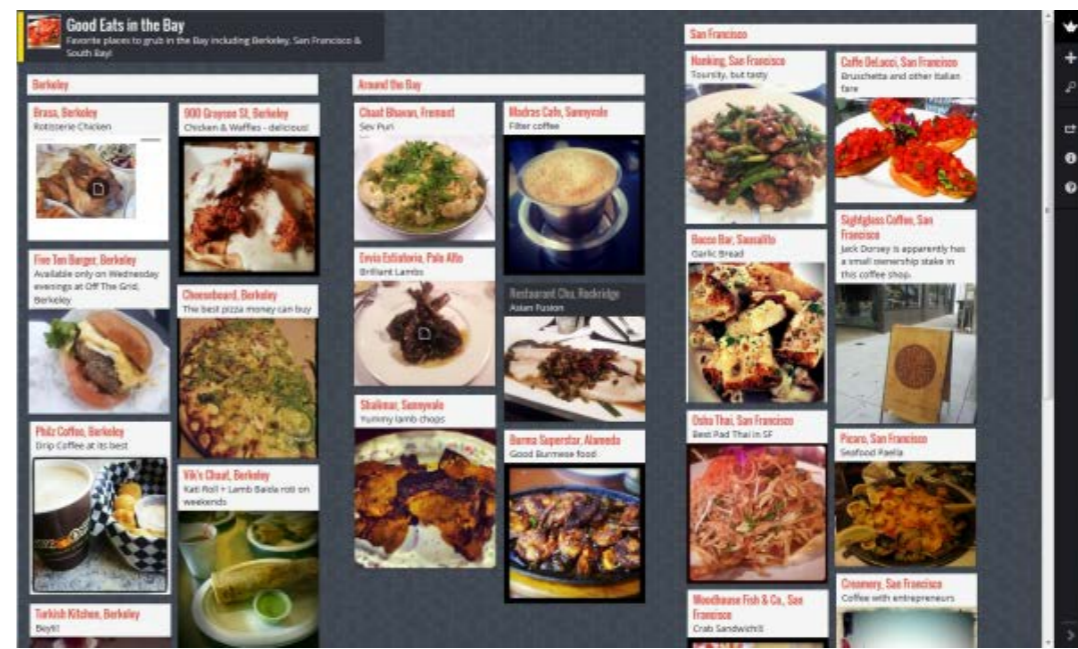 Good Eats in the Bay
Favorite places to grub in the Bay including Berkeley, San Francisco &
South Bay!
Berkeley
Brasa, Berkeley
Rotisserie Chicken
Five Ten Burger, Berkeley
Available only on Wednesday
evenings at Off The Grid,
Berkeley
Philz Coffee, Berkeley
Drip Coffee at its best
Turkish Kitchen, Berkeley
Beyti!
900 Grayson St, Berkeley
Chicken & Waffles - delicious!
Cheeseboard, Berkeley
The best pizza money can buy
Vik's Chaat, Berkeley
Kati Roll + Lamb Baida roti on
weekends
Around the Bay
Chaat Bhavan, Fremont
Sev Puri
Evvia Estiatorio, Palo Alto
Brilliant Lambs
Shalimar, Sunnyvale
Yummy lamb chops
Madras Cafe, Sunnyvale
Filter coffee
Restaurant Chu, Rockridge
Asian Fusion
Burma Superstar, Alameda
Good Burmese food
San Francisco
Nanking, San Francisco
Touristy, but tasty
Bacco Bar, Sausalito
Garlic Bread
Osha Thai, San Francisco
Best Pad Thai in SF
Woodhouse Fish & Co., San
Francisco
Crab Sandwich!!
Caffe DeLucci, San Francisco
Bruschetta and other Italian
fare
Sightglass Coffee, San
Francisco
Jack Dorsey is apparently has
a small ownership stake in
this coffee shop.
Picaro, San Francisco
Seafood Paella
Creamery, San Francisco
Coffee with entrepreneurs